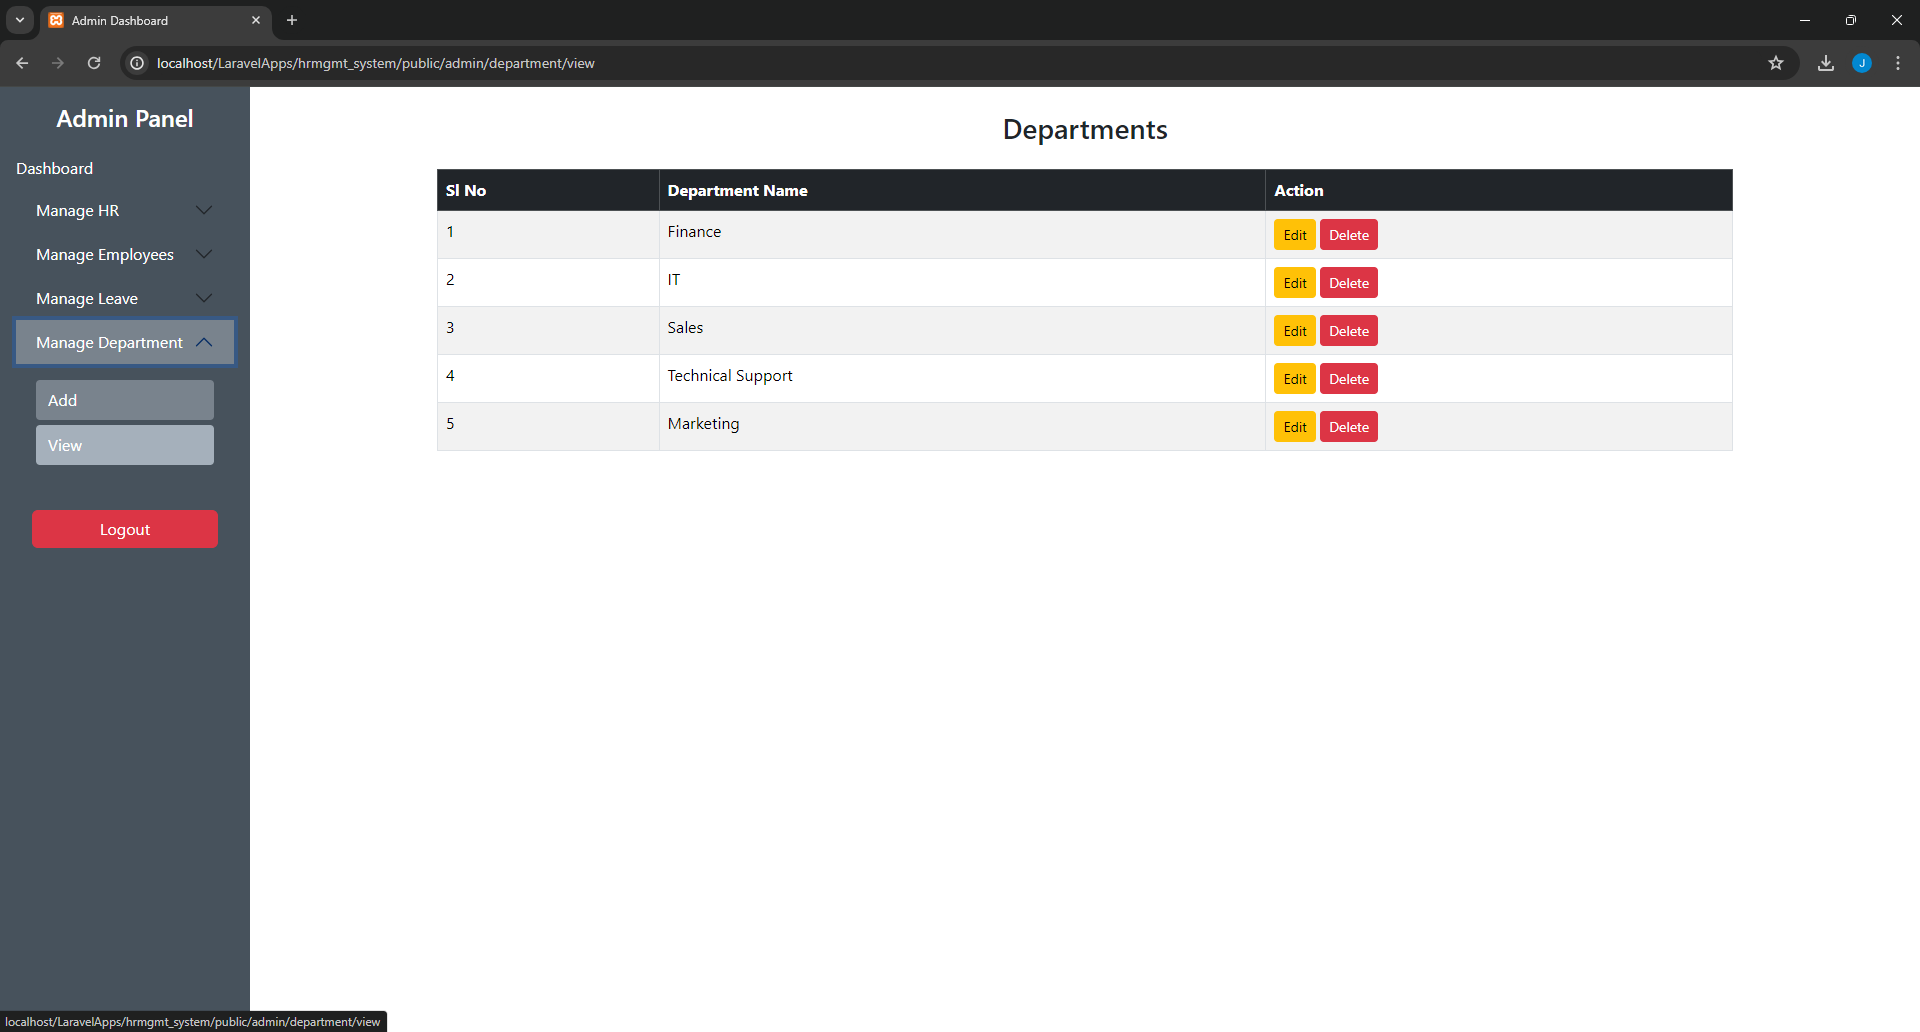 Admin Dashboard
localhost/LaravelApps/hrmgmt_system/public/admin/department/view
J
Admin Panel
Dashboard
Manage HR
Manage Employees
Manage Leave
Manage Department
Add
View
Logout
Departments
Sl No Department Name Action
1 Finance Edit Delete
2 IT Edit Delete
3 Sales Edit Delete
4 Technical Support Edit Delete
5 Marketing Edit Delete
localhost/LaravelApps/hrmgmt_system/public/admin/department/view